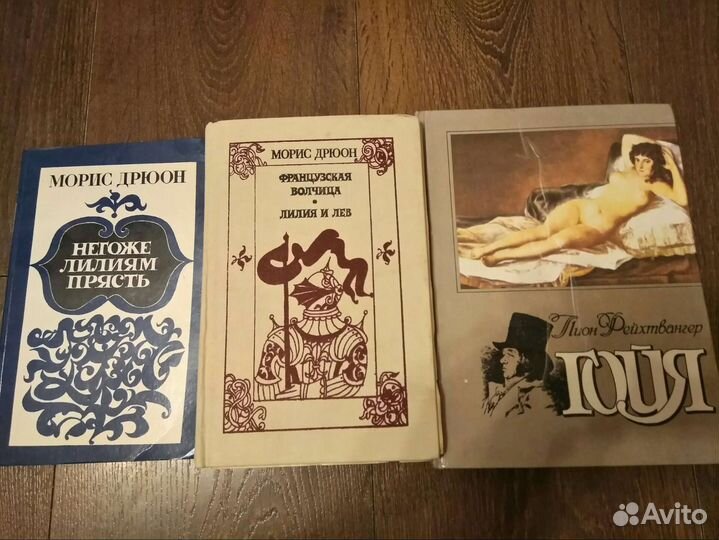 МОРИС ДРЮОН
НЕГОЖЕ
ЛИЛИЯМ
ПРЯСТЬ
МОРИС ДРЮОН
ФРАНЦУЗСКАЯ
ВОЛЧИЦА
•
ЛИЛИЯ И ЛЕВ
Лион Фейхтвангер
ГОЙЯ
Avito